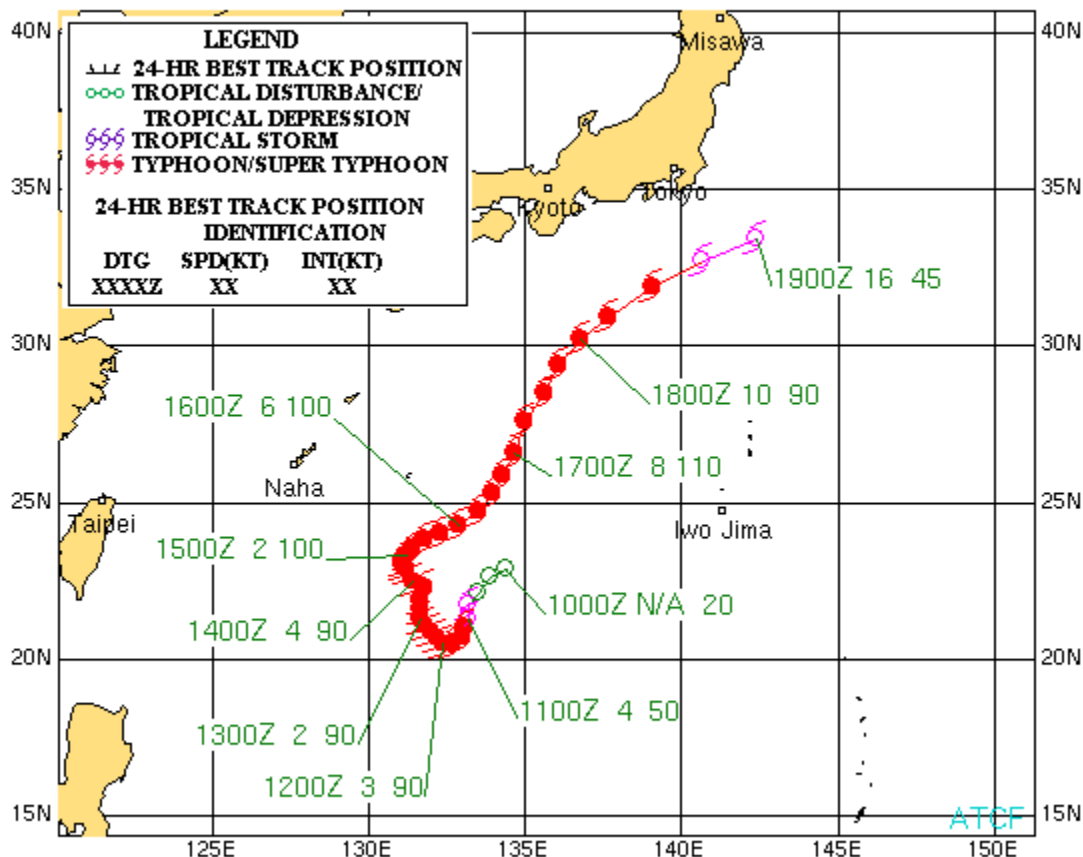 40N
40N
LEGEND
24-HR BEST TRACK POSITION
TROPICAL DISTURBANCE/
TROPICAL DEPRESSION
TROPICAL STORM
TYPHOON/SUPER TYPHOON
24-HR BEST TRACK POSITION
IDENTIFICATION
DTG SPD(KT) INT(KT)
XXXXZ XX XX
Misawa
35N
35N
Kyoto
Tokyo
1900Z 16 45
30N
30N
1800Z 10 90
1600Z 6 100
1700Z 8 110
Naha
25N
25N
Taipei
Iwo Jima
1500Z 2 100
1000Z N/A 20
1400Z 4 90
20N
20N
1100Z 4 50
1300Z 2 90
1200Z 3 90
15N
15N
ATCF
125E 130E 135E 140E 145E 150E